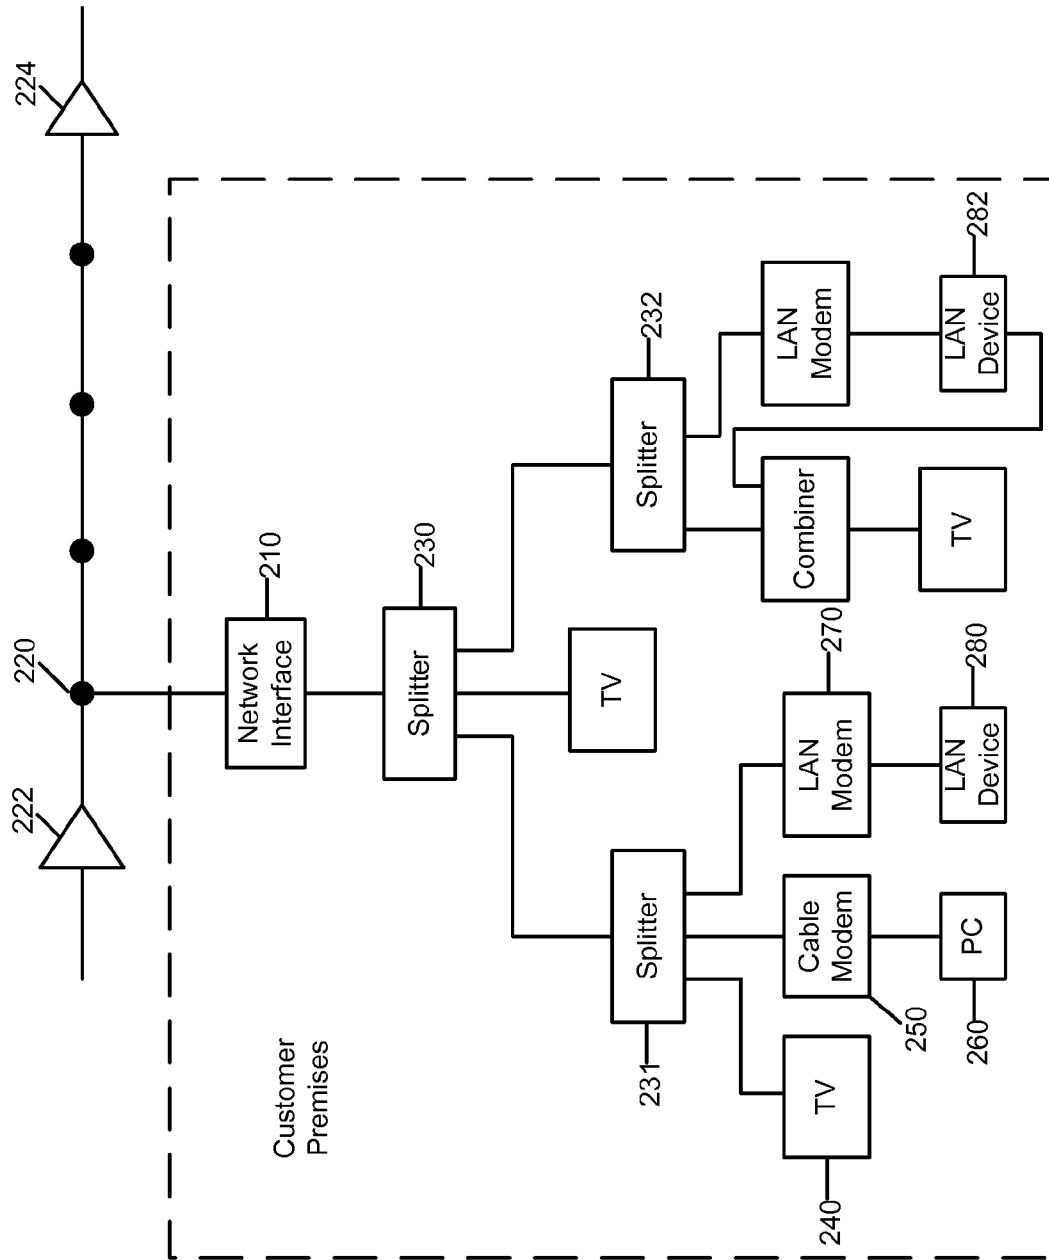 222
220
224
Customer
Premises
Network
Interface
210
Splitter
230
231
Splitter
TV
Splitter
232
240
TV
Cable
Modem
250
LAN
Modem
270
Combiner
LAN
Modem
260
PC
LAN
Device
280
TV
LAN
Device
282